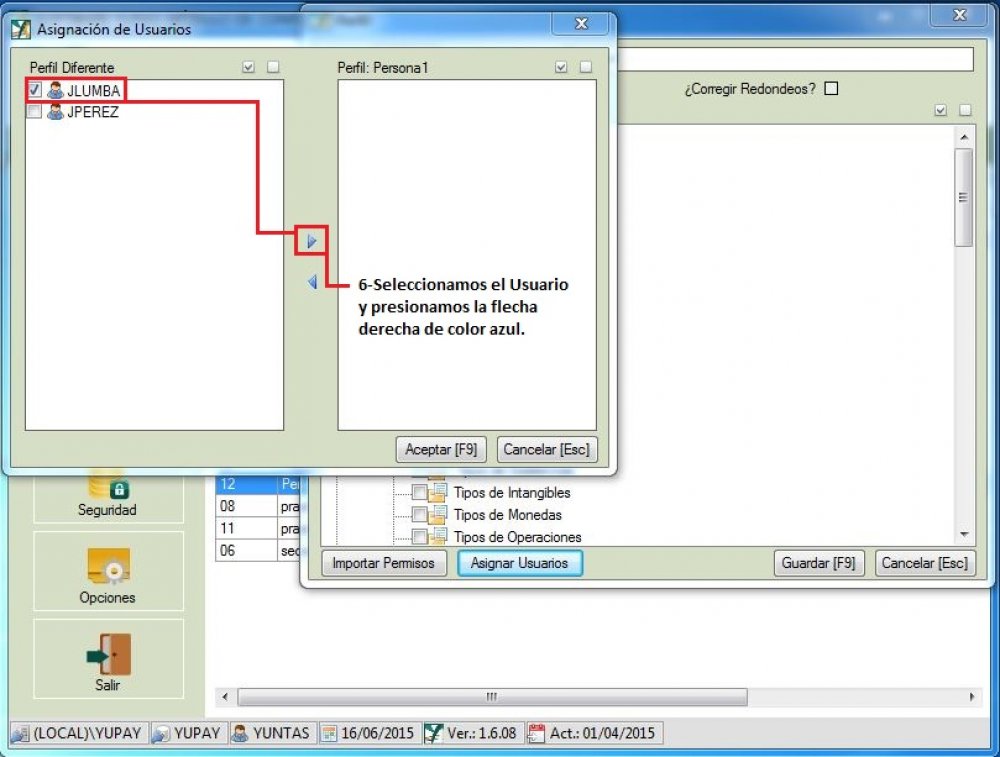 Asignación de Usuarios
Perfil Diferente
Perfil: Persona1
JLUMBA
JPEREZ
6-Seleccionamos el Usuario
y presionamos la flecha
derecha de color azul.
Aceptar [F9]
Cancelar [Esc]
¿Corregir Redondeos?
Tipos de Intangibles
Tipos de Monedas
Tipos de Operaciones
Importar Permisos
Asignar Usuarios
Guardar [F9]
Cancelar [Esc]
12 Per
08 pra
11 pra
06 sec
Seguridad
Opciones
Salir
(LOCAL)\YUPAY YUPAY YUNTAS 16/06/2015 Ver.: 1.6.08 Act.: 01/04/2015